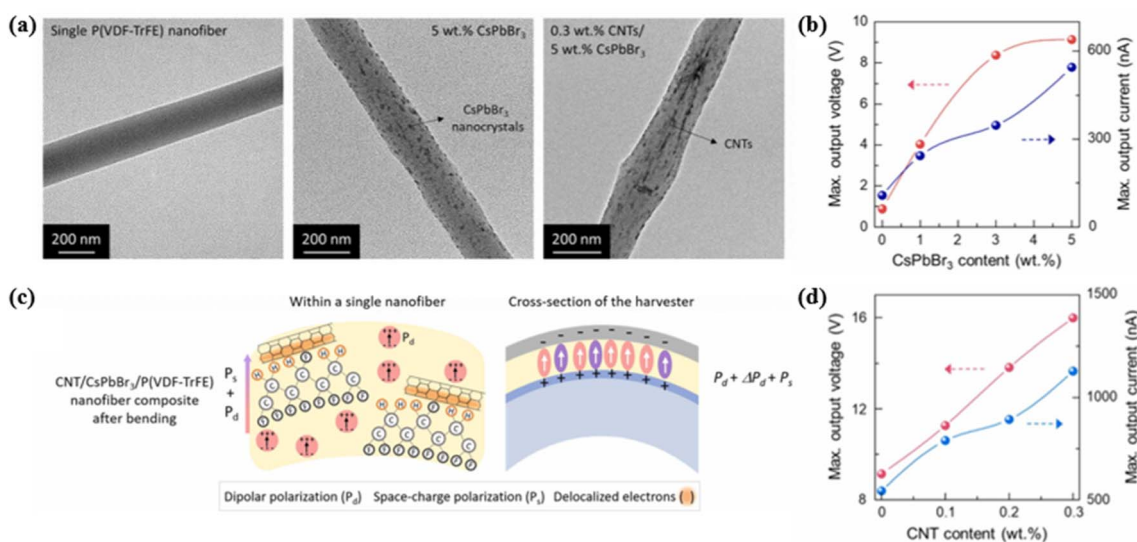 (a)
Single P(VDF-TrFE) nanofiber
200 nm
5 wt.% CsPbBr₃
CsPbBr₃
nanocrystals
200 nm
0.3 wt.% CNTs/
5 wt.% CsPbBr₃
CNTs
200 nm
(b)
Max. output voltage (V)
10
8
6
4
2
0
600
300
0
Max. output current (nA)
0 1 2 3 4 5
CsPbBr₃ content (wt.%)
(c)
Within a single nanofiber
Cross-section of the harvester
CNT/CsPbBr₃/P(VDF-TrFE)
nanofiber composite
after bending
Pₛ
+
P_d
P_d
P_d + ΔP_d + Pₛ
Dipolar polarization (P_d) Space-charge polarization (Pₛ) Delocalized electrons ( )
(d)
Max. output voltage (V)
16
12
8
1500
1000
500
Max. output current (nA)
0 0.1 0.2 0.3
CNT content (wt.%)